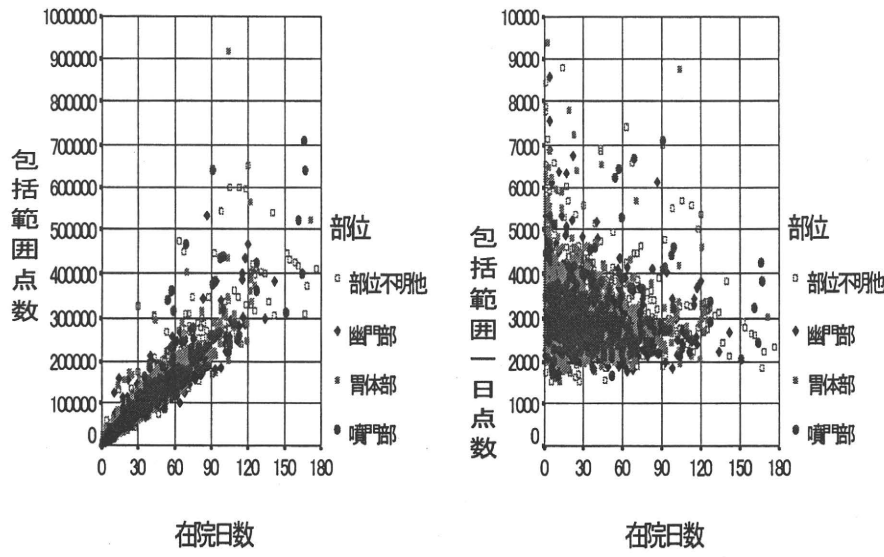 1000000
900000
800000
700000
600000
500000
400000
300000
200000
100000
0
0 30 60 90 120 150 180
包括範囲点数
在院日数
部位
部位不明他
幽門部
胃体部
噴門部
10000
9000
8000
7000
6000
5000
4000
3000
2000
1000
0
0 30 60 90 120 150 180
包括範囲一日点数
在院日数
部位
部位不明他
幽門部
胃体部
噴門部